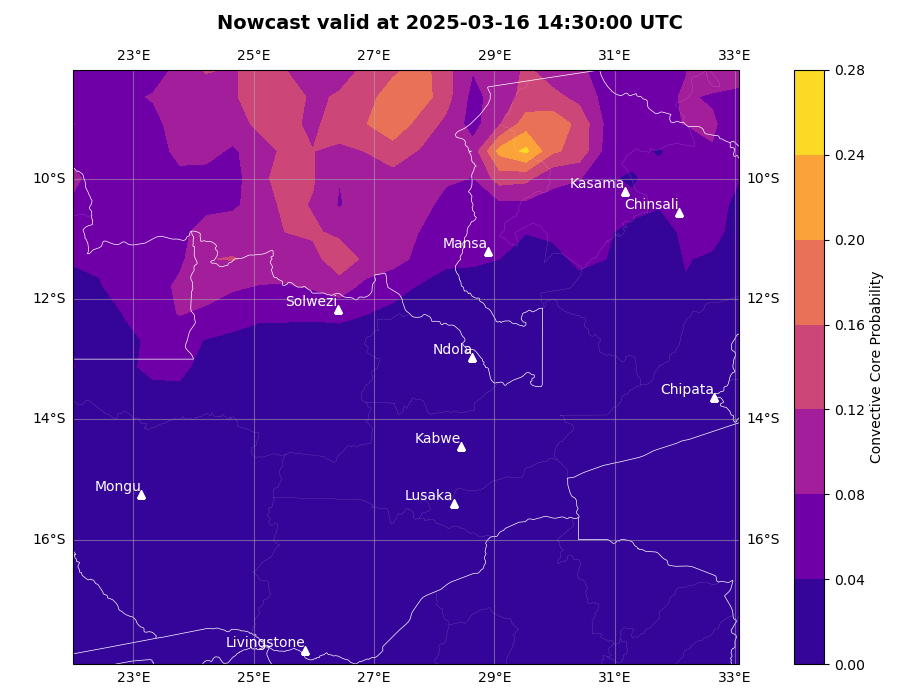 Nowcast valid at 2025-03-16 14:30:00 UTC
23°E 25°E 27°E 29°E 31°E 33°E
0.28
0.24
10°S Kasama 10°S
Chinsali
0.20
Mansa
12°S Solwezi 12°S
0.16
Ndola
Chipata
0.12
14°S 14°S
Kabwe
Mongu
Lusaka
0.08
16°S 16°S
0.04
Livingstone
0.00
23°E 25°E 27°E 29°E 31°E 33°E
Convective Core Probability